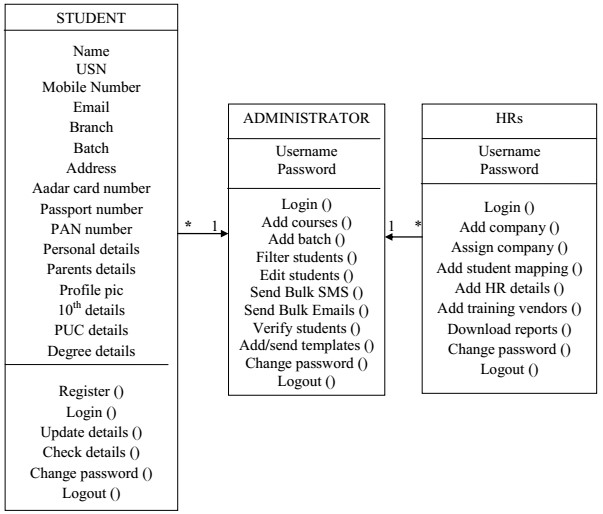 STUDENT
Name
USN
Mobile Number
Email
Branch
Batch
Address
Aadar card number
Passport number
PAN number
Personal details
Parents details
Profile pic
10th details
PUC details
Degree details
Register ()
Login ()
Update details ()
Check details ()
Change password ()
Logout ()
* 1
ADMINISTRATOR
Username
Password
Login ()
Add courses ()
Add batch ()
Filter students ()
Edit students ()
Send Bulk SMS ()
Send Bulk Emails ()
Verify students ()
Add/send templates ()
Change password ()
Logout ()
1 *
HRs
Username
Password
Login ()
Add company ()
Assign company ()
Add student mapping ()
Add HR details ()
Add training vendors ()
Download reports ()
Change password ()
Logout ()